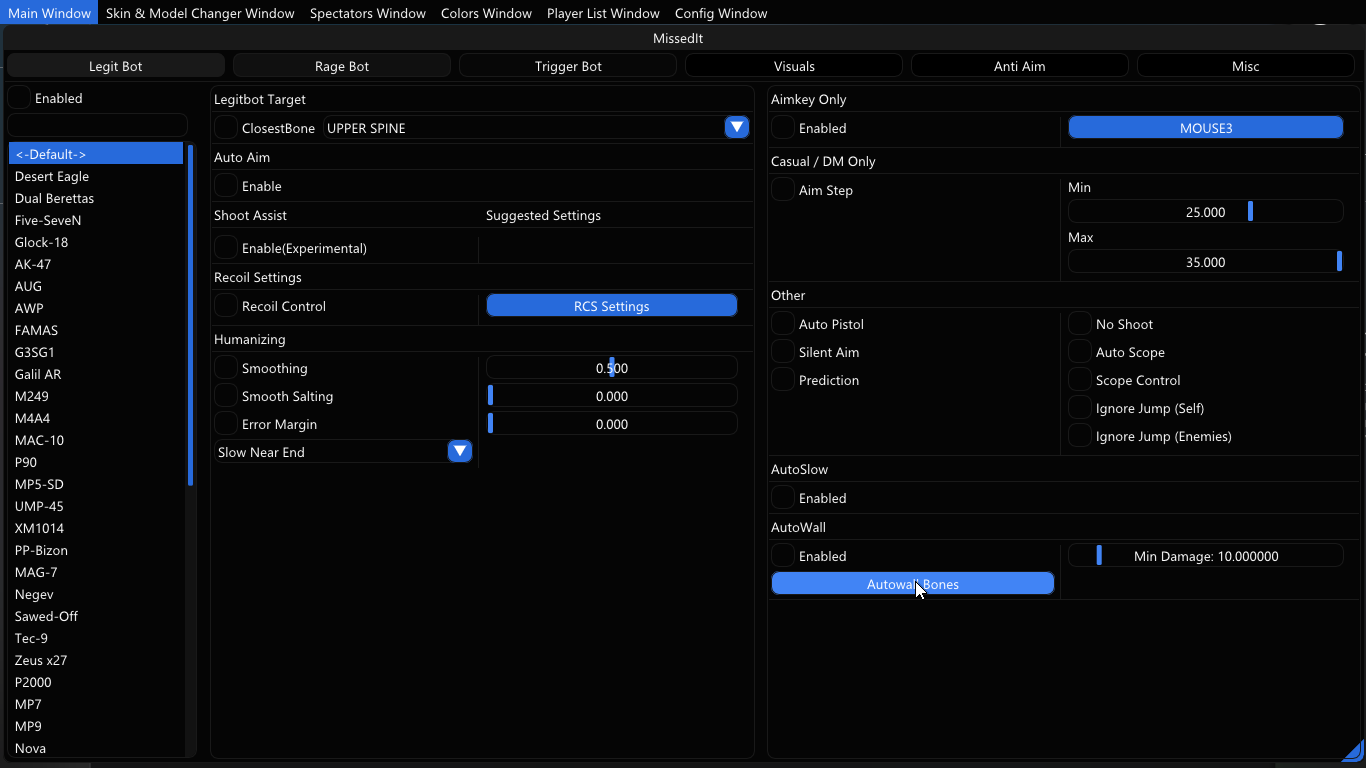 Main Window Skin & Model Changer Window Spectators Window Colors Window Player List Window Config Window
MissedIt
Legit Bot Rage Bot Trigger Bot Visuals Anti Aim Misc
Enabled
<-Default->
Desert Eagle
Dual Berettas
Five-SeveN
Glock-18
AK-47
AUG
AWP
FAMAS
G3SG1
Galil AR
M249
M4A4
MAC-10
P90
MP5-SD
UMP-45
XM1014
PP-Bizon
MAG-7
Negev
Sawed-Off
Tec-9
Zeus x27
P2000
MP7
MP9
Nova
Legitbot Target
ClosestBone UPPER SPINE
Auto Aim
Enable
Shoot Assist Suggested Settings
Enable(Experimental)
Recoil Settings
Recoil Control RCS Settings
Humanizing
Smoothing 0.500
Smooth Salting 0.000
Error Margin 0.000
Slow Near End
Aimkey Only
Enabled MOUSE3
Casual / DM Only
Aim Step Min
25.000
Max
35.000
Other
Auto Pistol No Shoot
Silent Aim Auto Scope
Prediction Scope Control
Ignore Jump (Self)
Ignore Jump (Enemies)
AutoSlow
Enabled
AutoWall
Enabled Min Damage: 10.000000
Autowall Bones